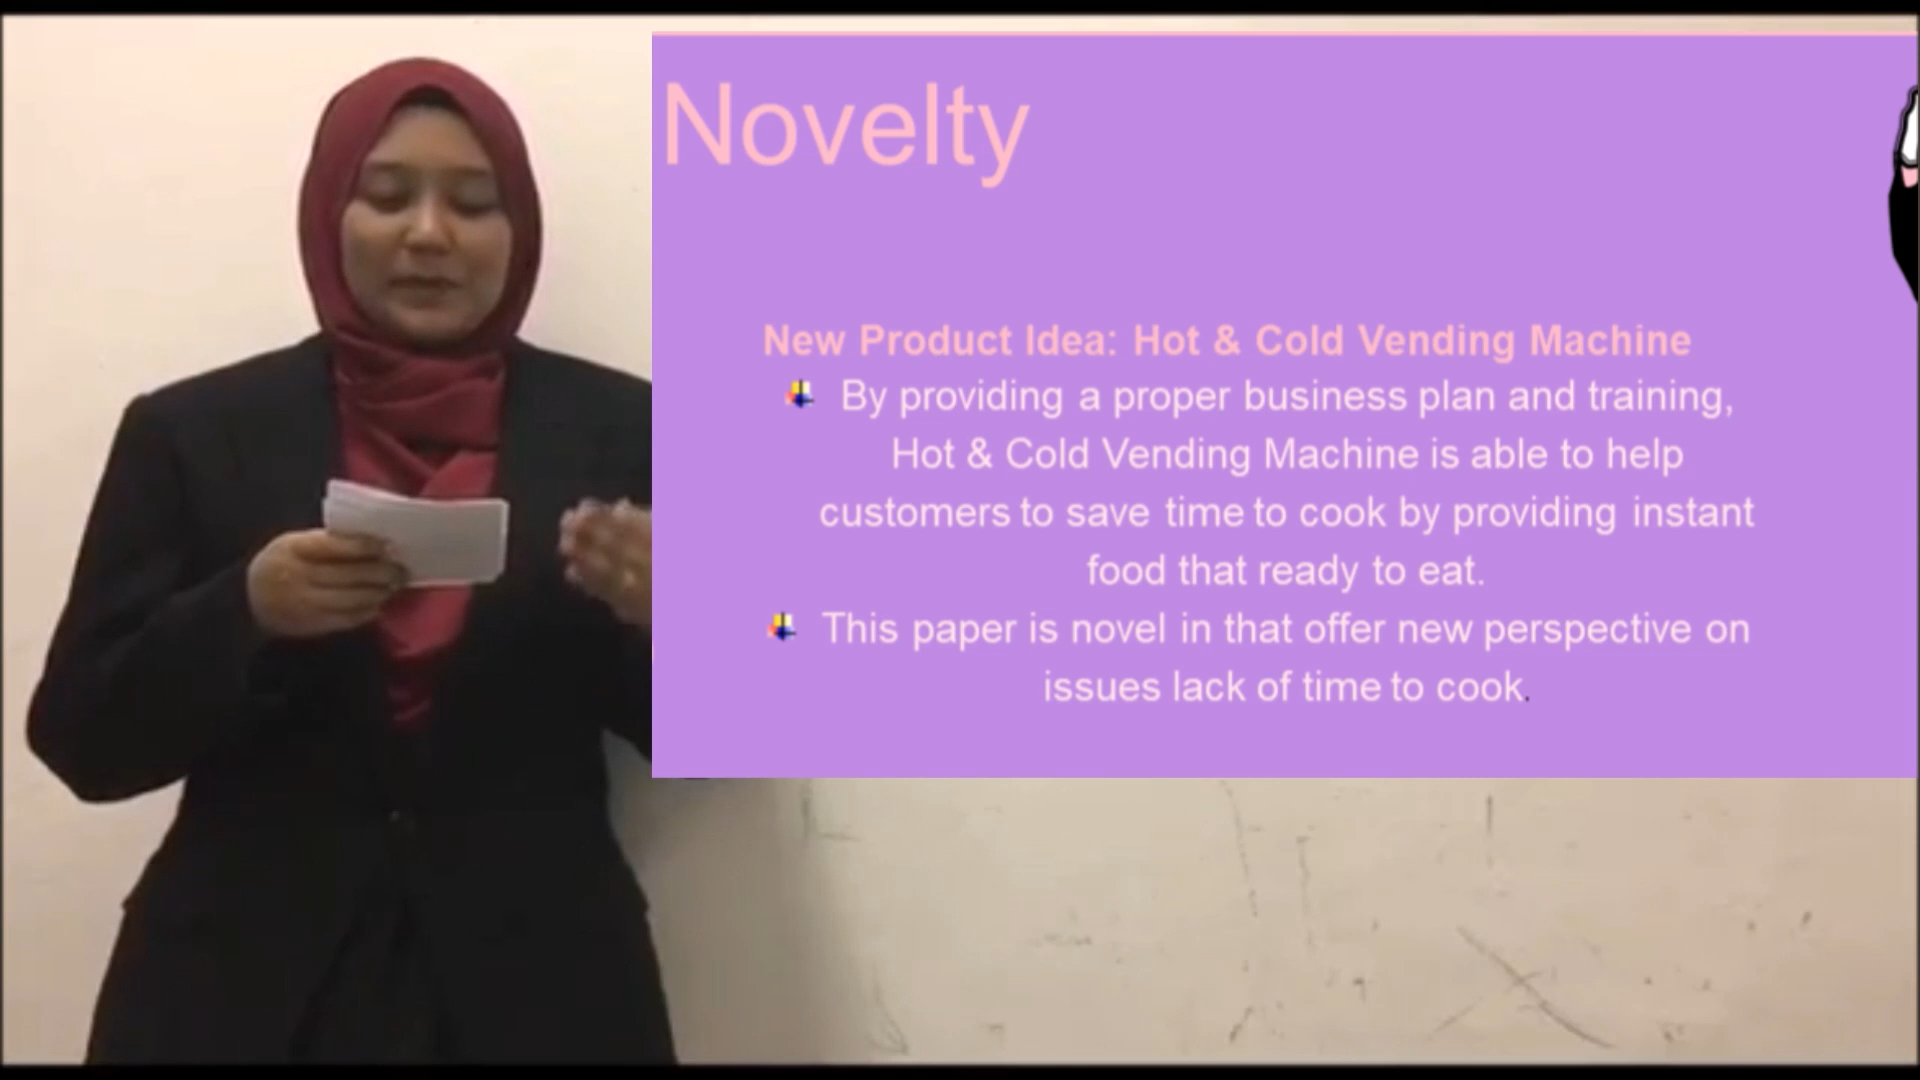 Novelty
New Product Idea: Hot & Cold Vending Machine
By providing a proper business plan and training,
Hot & Cold Vending Machine is able to help
customers to save time to cook by providing instant
food that ready to eat.
This paper is novel in that offer new perspective on
issues lack of time to cook.